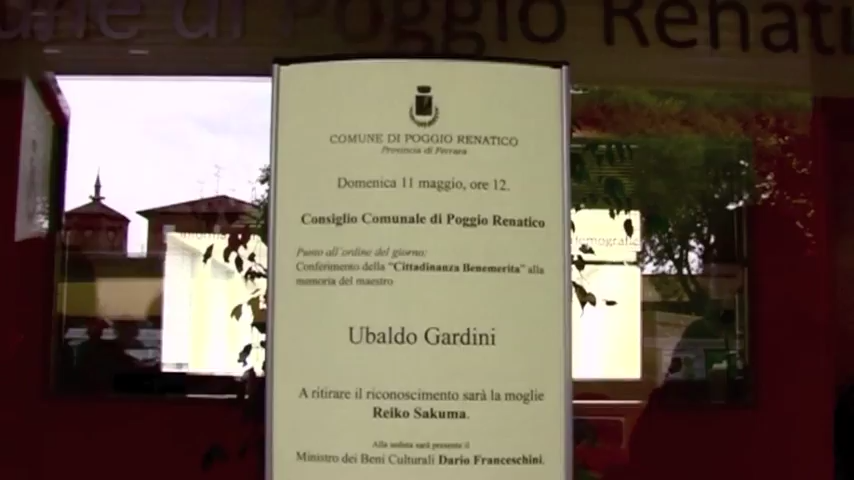 une di Poggio Renati
COMUNE DI POGGIO RENATICO
Provincia di Ferrara
Domenica 11 maggio, ore 12.
Consiglio Comunale di Poggio Renatico
Punto all'ordine del giorno:
Conferimento della "Cittadinanza Benemerita" alla
memoria del maestro
Ubaldo Gardini
A ritirare il riconoscimento sarà la moglie
Reiko Sakuma.
Alla seduta sarà presente il
Ministro dei Beni Culturali Dario Franceschini.